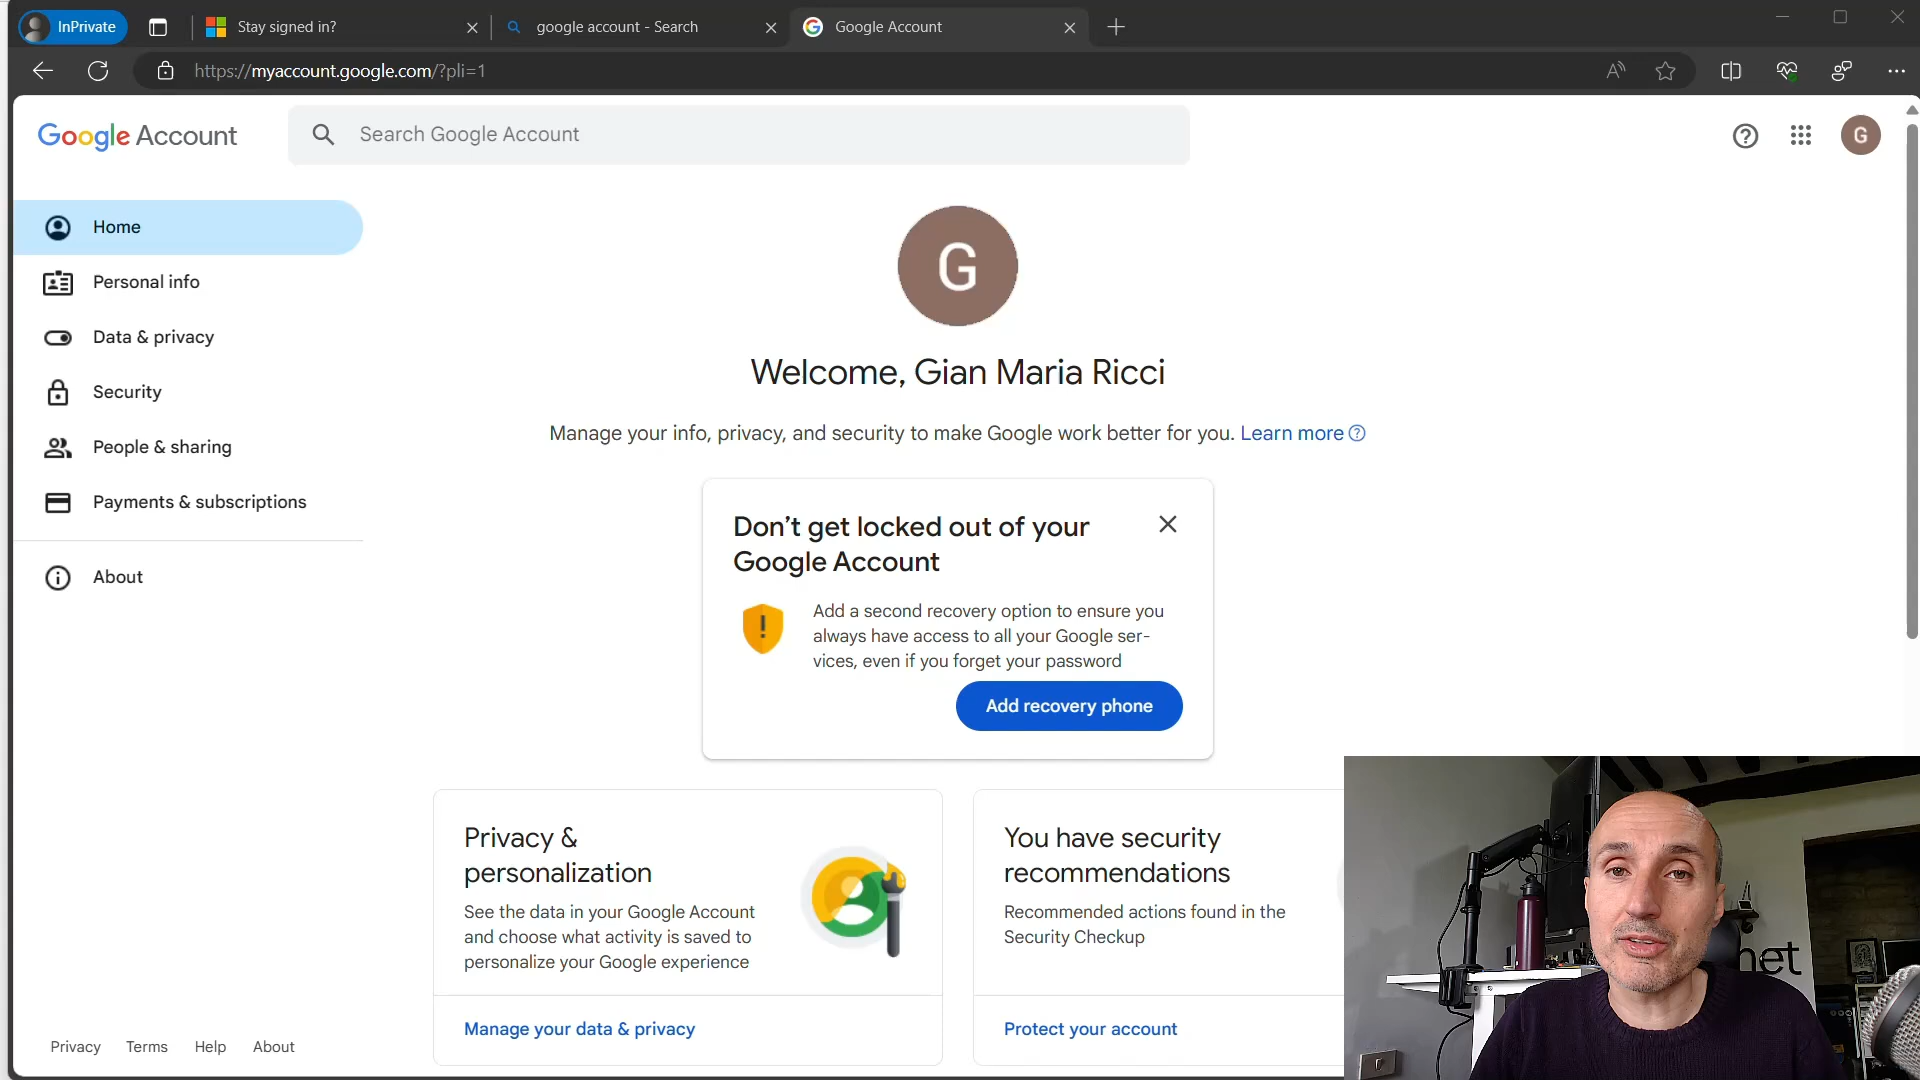 InPrivate
Stay signed in?
google account - Search
Google Account
https://myaccount.google.com/?pli=1
Google Account
Search Google Account
G
Home
Personal info
Data & privacy
Security
People & sharing
Payments & subscriptions
About
G
Welcome, Gian Maria Ricci
Manage your info, privacy, and security to make Google work better for you. Learn more
Don’t get locked out of your
Google Account
Add a second recovery option to ensure you
always have access to all your Google ser-
vices, even if you forget your password
Add recovery phone
Privacy &
personalization
See the data in your Google Account
and choose what activity is saved to
personalize your Google experience
Manage your data & privacy
You have security
recommendations
Recommended actions found in the
Security Checkup
Protect your account
net
Privacy Terms Help About